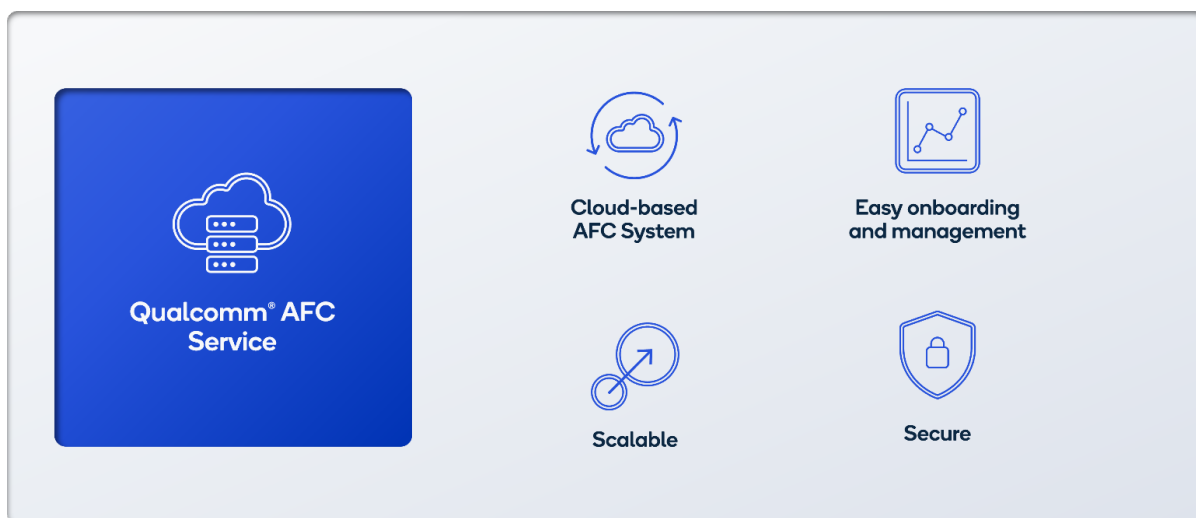 Qualcomm® AFC
Service
Cloud-based
AFC System
Easy onboarding
and management
Scalable
Secure